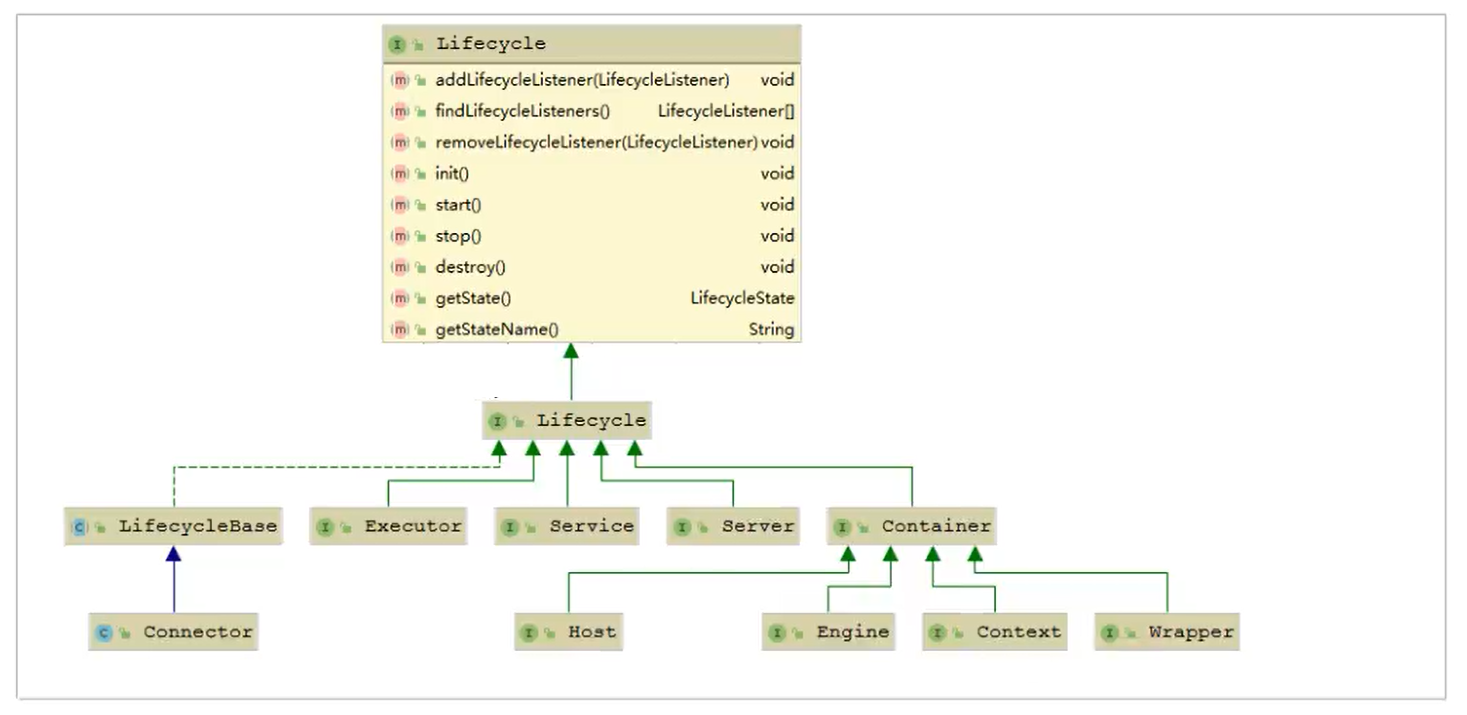 I Lifecycle
m addLifecycleListener(LifecycleListener) void
m findLifecycleListeners() LifecycleListener[]
m removeLifecycleListener(LifecycleListener) void
m init() void
m start() void
m stop() void
m destroy() void
m getState() LifecycleState
m getStateName() String
I Lifecycle
C LifecycleBase I Executor I Service I Server I Container
C Connector I Host I Engine I Context I Wrapper